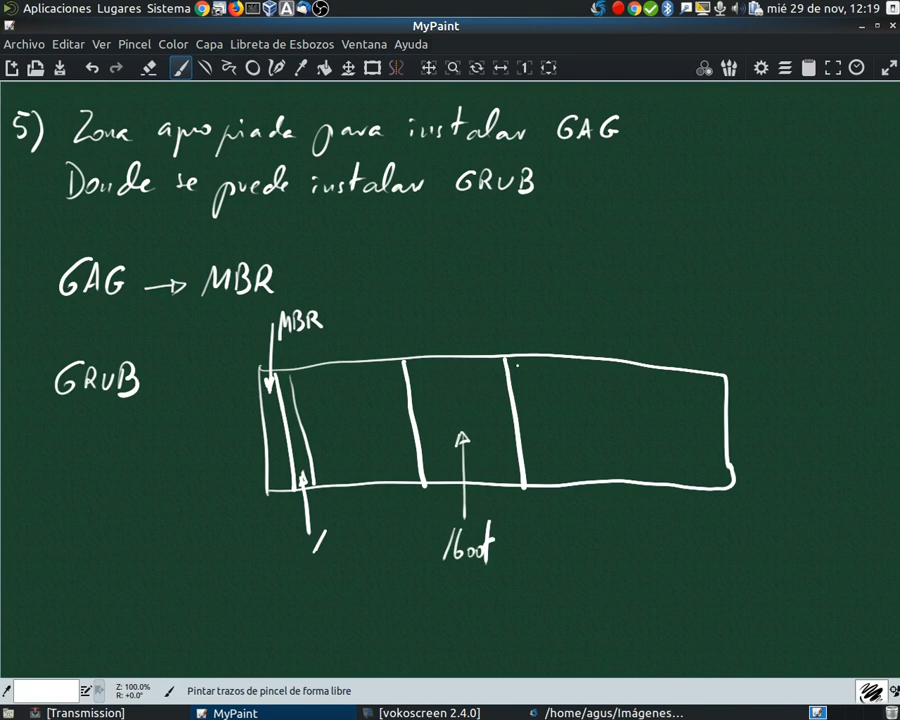 Aplicaciones Lugares Sistema mié 29 de nov, 12:19
MyPaint
Archivo Editar Ver Pincel Color Capa Libreta de Esbozos Ventana Ayuda
5) Zona apropiada para instalar GAG
Donde se puede instalar GRUB
GAG → MBR
MBR
GRUB
/
/boot
Z: 100.0%
R: +0.0°
Pintar trazos de pincel de forma libre
[Transmission] MyPaint [vokoscreen 2.4.0] /home/agus/Imágenes...